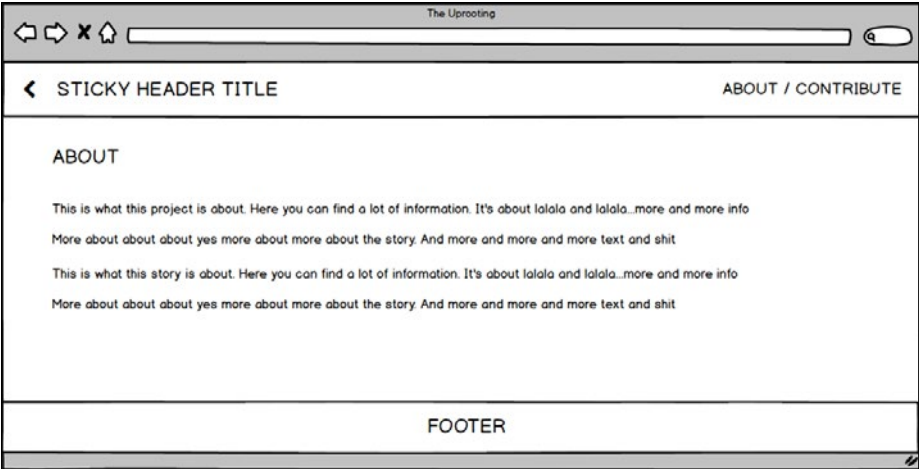 The Uprooting
STICKY HEADER TITLE
ABOUT / CONTRIBUTE
ABOUT
This is what this project is about. Here you can find a lot of information. It's about lalala and lalala...more and more info
More about about about yes more about more about the story. And more and more and more text and shit
This is what this story is about. Here you can find a lot of information. It's about lalala and lalala...more and more info
More about about about yes more about more about the story. And more and more and more text and shit
FOOTER